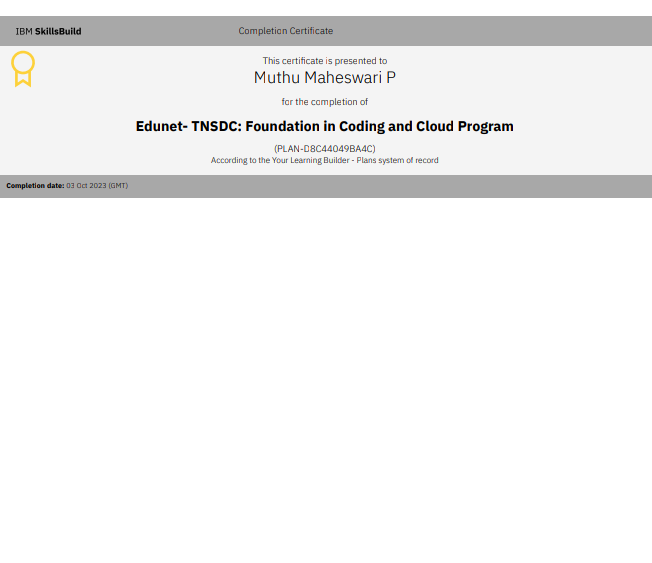 IBM SkillsBuild
Completion Certificate
This certificate is presented to
Muthu Maheswari P
for the completion of
Edunet- TNSDC: Foundation in Coding and Cloud Program
(PLAN-D8C44049BA4C)
According to the Your Learning Builder - Plans system of record
Completion date: 03 Oct 2023 (GMT)